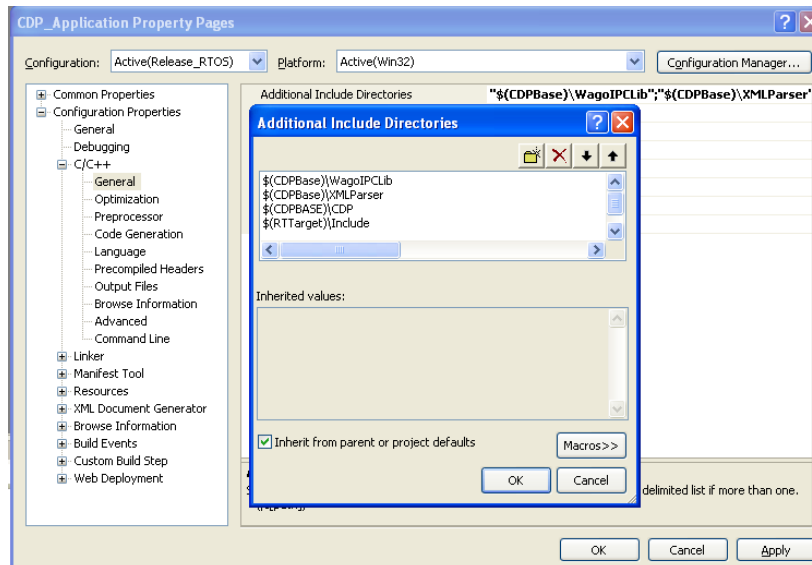 CDP_Application Property Pages
Configuration: Active(Release_RTOS) Platform: Active(Win32) Configuration Manager...
Common Properties
Configuration Properties
General
Debugging
C/C++
General
Optimization
Preprocessor
Code Generation
Language
Precompiled Headers
Output Files
Browse Information
Advanced
Command Line
Linker
Manifest Tool
Resources
XML Document Generator
Browse Information
Build Events
Custom Build Step
Web Deployment
Additional Include Directories "$(CDPBase)\WagoIPCLib";"$(CDPBase)\XMLParser"
Additional Include Directories
$(CDPBase)\WagoIPCLib
$(CDPBase)\XMLParser
$(CDPBASE)\CDP
$(RTTarget)\Include
Inherited values:
Inherit from parent or project defaults
Macros>>
OK Cancel
delimited list if more than one.
OK Cancel Apply